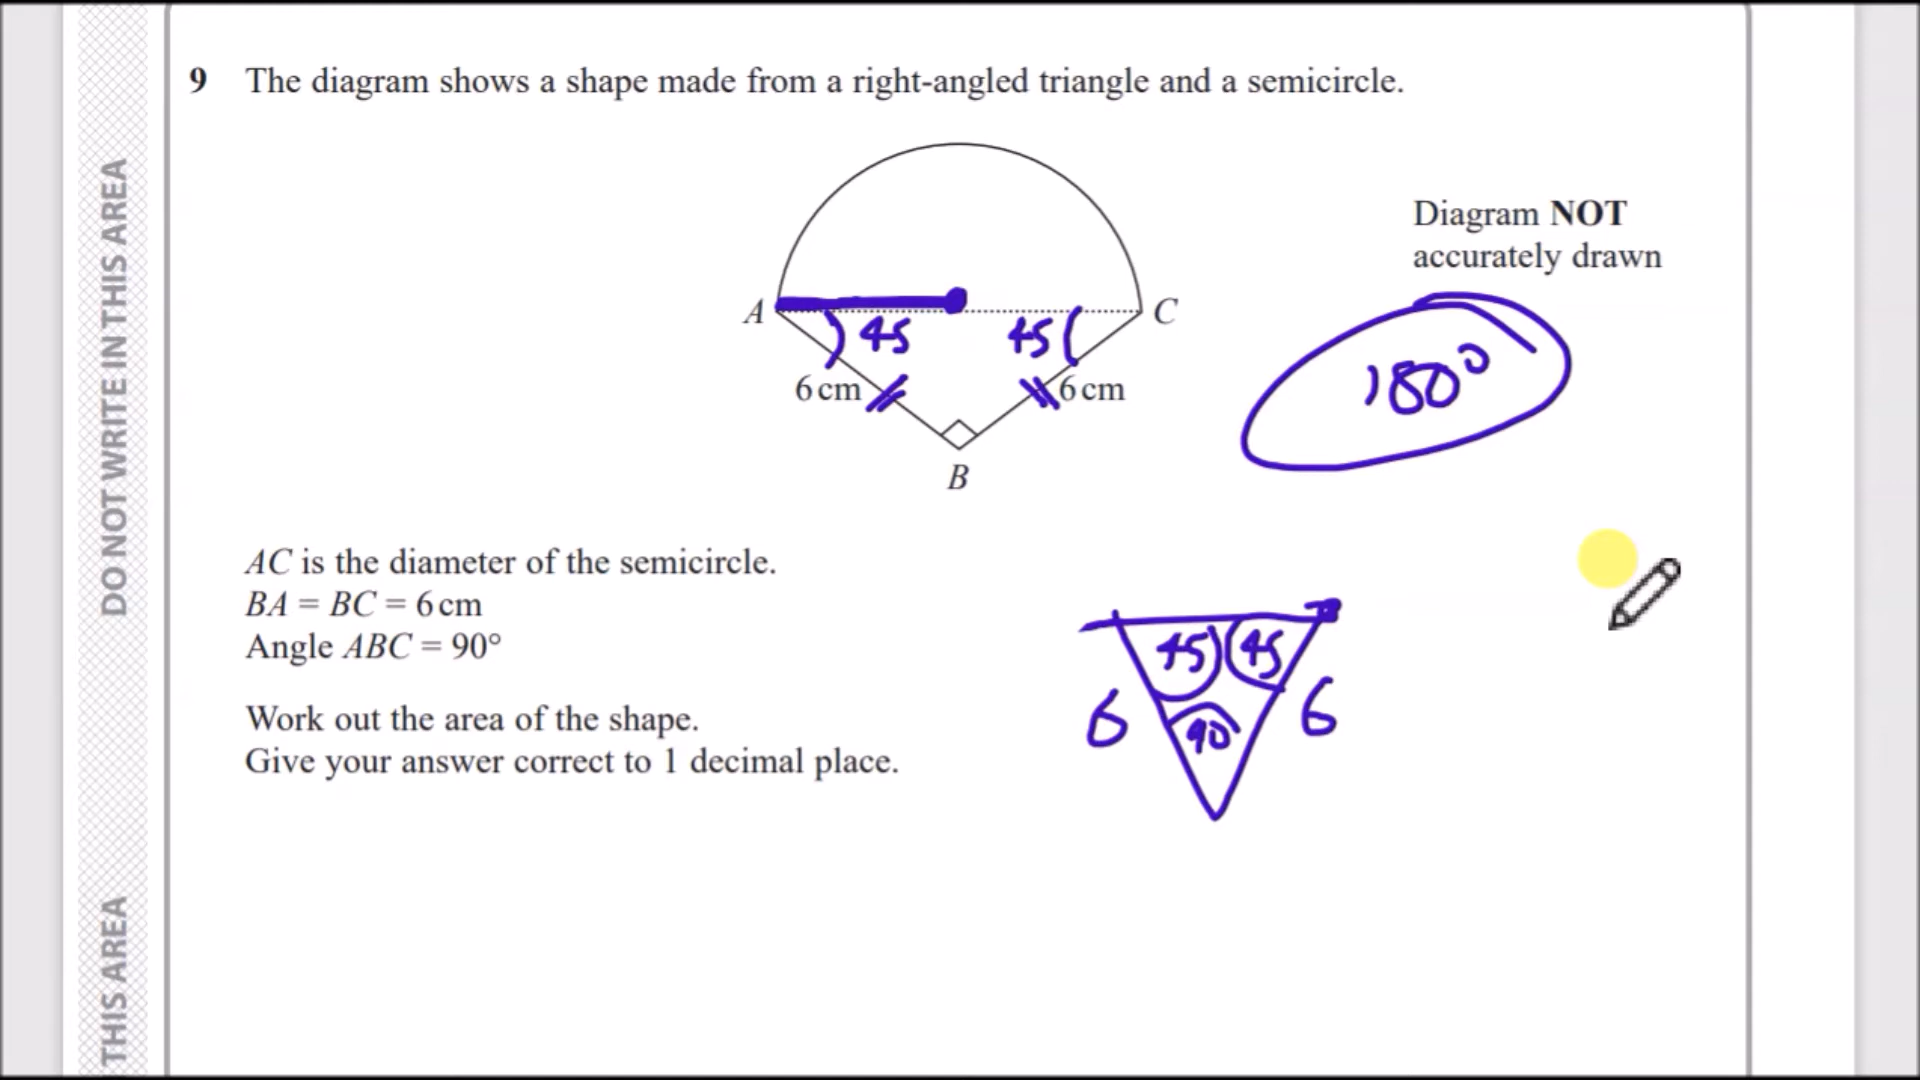 9 The diagram shows a shape made from a right-angled triangle and a semicircle.
Diagram NOT
accurately drawn
A
C
45
45
6 cm
6 cm
B
180°
AC is the diameter of the semicircle.
BA = BC = 6 cm
Angle ABC = 90°
45
45
6
6
90
Work out the area of the shape.
Give your answer correct to 1 decimal place.
DO NOT WRITE IN THIS AREA
THIS AREA